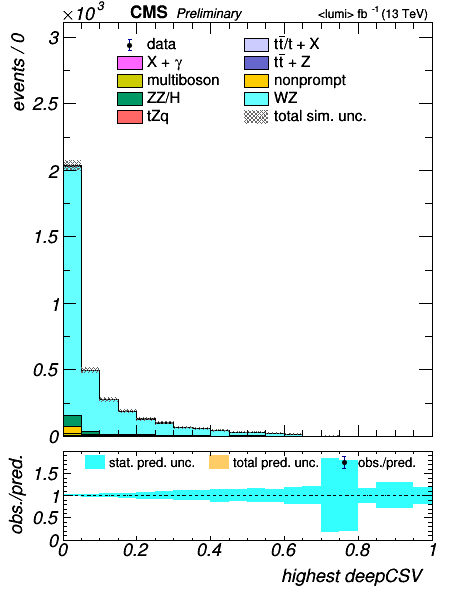 ×10³ CMS Preliminary <lumi> fb⁻¹ (13 TeV)
events / 0
3
2.5
2
1.5
1
0.5
0
data
X + γ
multiboson
ZZ/H
tZq
tt̄/t + X
tt̄ + Z
nonprompt
WZ
total sim. unc.
obs./pred.
1.5
1
0.5
0
stat. pred. unc. total pred. unc. obs./pred.
0 0.2 0.4 0.6 0.8 1
highest deepCSV